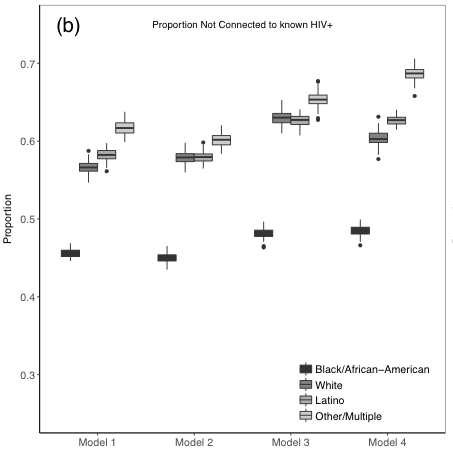 (b)
Proportion Not Connected to known HIV+
Proportion
0.7
0.6
0.5
0.4
0.3
Black/African−American
White
Latino
Other/Multiple
Model 1 Model 2 Model 3 Model 4